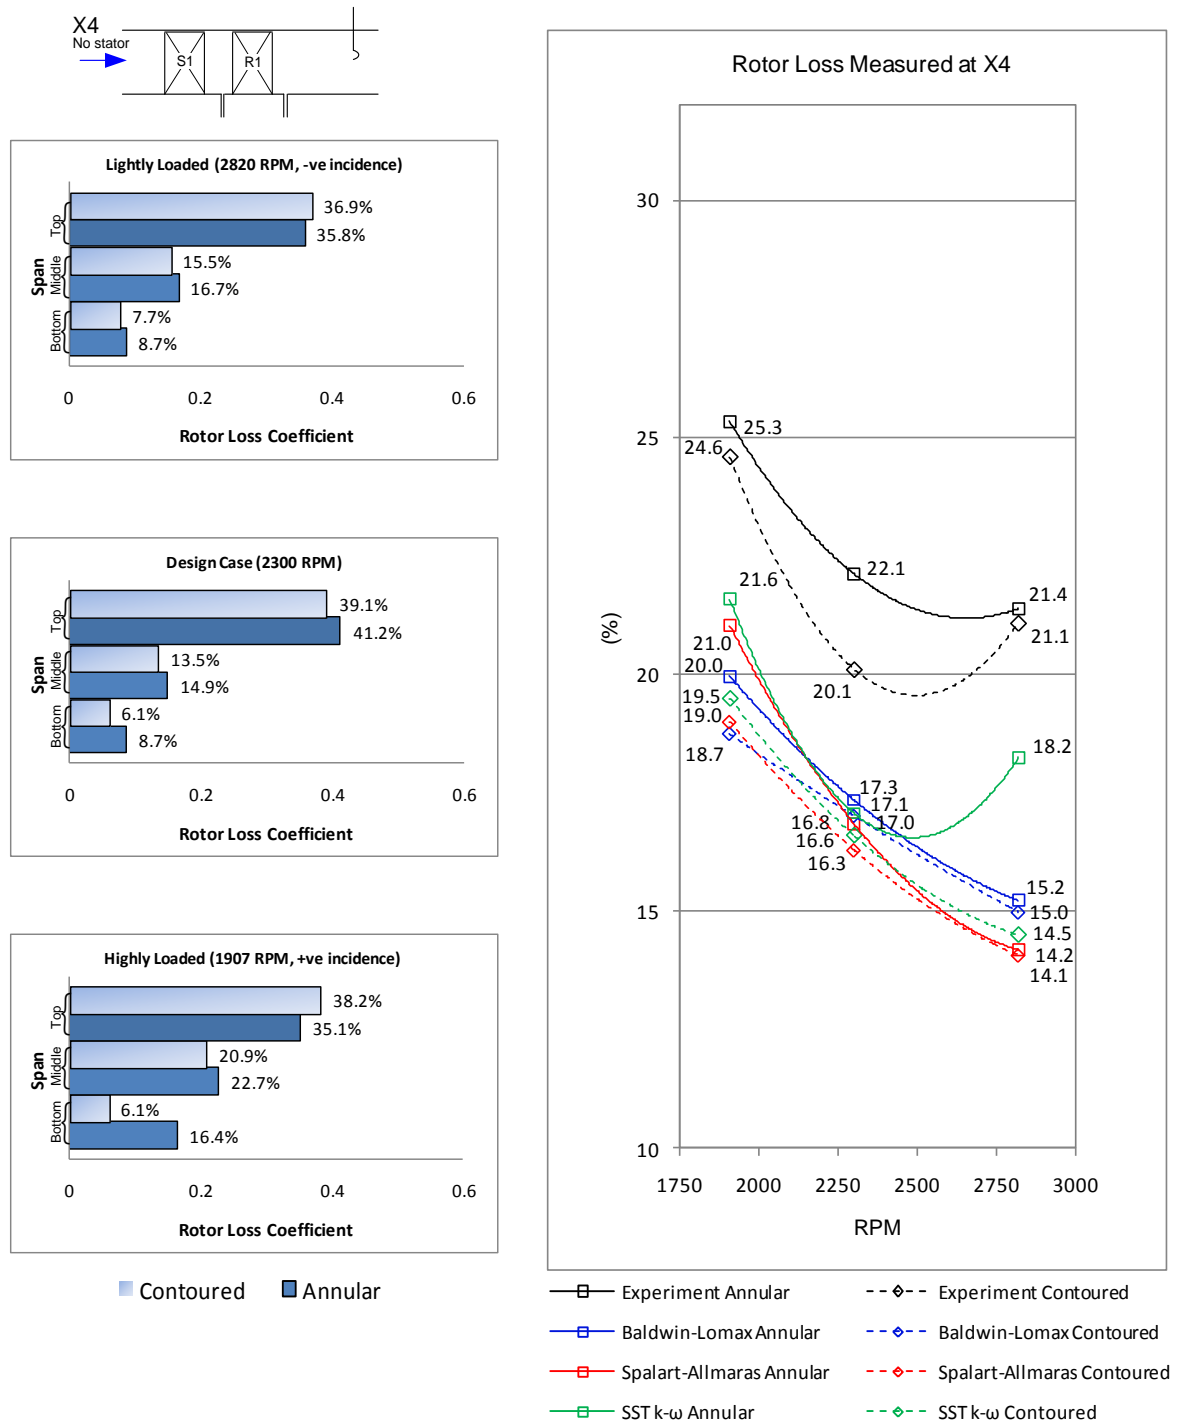 X4
No stator
S1
R1
Lightly Loaded (2820 RPM, -ve incidence)
Span
Top
Middle
Bottom
36.9%
35.8%
15.5%
16.7%
7.7%
8.7%
0 0.2 0.4 0.6
Rotor Loss Coefficient
Design Case (2300 RPM)
Span
Top
Middle
Bottom
39.1%
41.2%
13.5%
14.9%
6.1%
8.7%
0 0.2 0.4 0.6
Rotor Loss Coefficient
Highly Loaded (1907 RPM, +ve incidence)
Span
Top
Middle
Bottom
38.2%
35.1%
20.9%
22.7%
6.1%
16.4%
0 0.2 0.4 0.6
Rotor Loss Coefficient
Contoured Annular
Rotor Loss Measured at X4
(%)
30
25
20
15
10
25.3
24.6
22.1
21.6
21.4
21.1
21.0
20.0
20.1
19.5
19.0
18.7
18.2
17.3
17.1
16.8 17.0
16.6
16.3
15.2
15.0
14.5
14.2
14.1
1750 2000 2250 2500 2750 3000
RPM
Experiment Annular Experiment Contoured
Baldwin-Lomax Annular Baldwin-Lomax Contoured
Spalart-Allmaras Annular Spalart-Allmaras Contoured
SST k-ω Annular SST k-ω Contoured